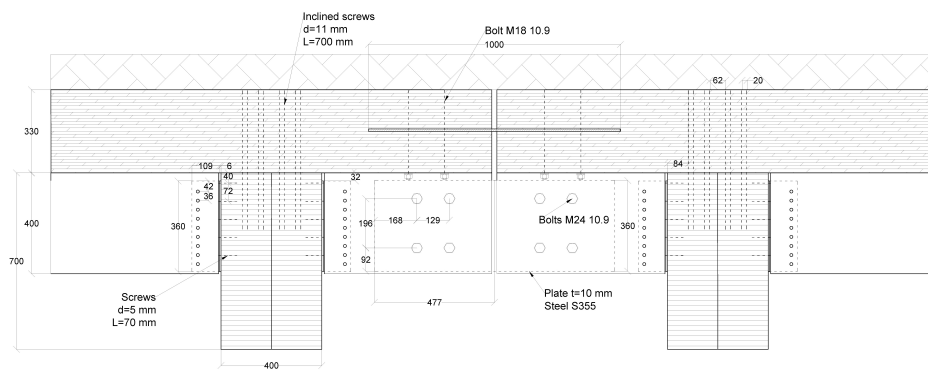 Inclined screws
d=11 mm
L=700 mm
Bolt M18 10.9
1000
62
20
330
109
6
40
42
36
72
32
84
360
196
168
129
92
Bolts M24 10.9
360
400
700
477
Screws
d=5 mm
L=70 mm
Plate t=10 mm
Steel S355
400